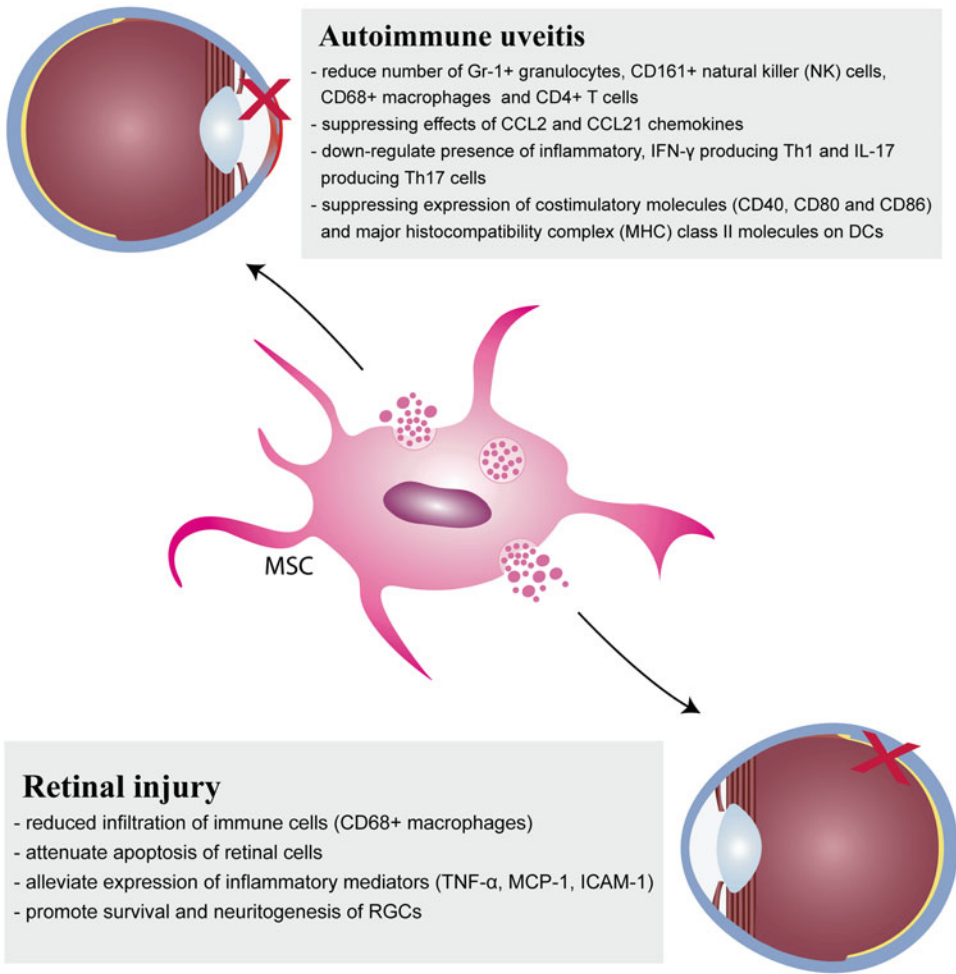 Autoimmune uveitis
- reduce number of Gr-1+ granulocytes, CD161+ natural killer (NK) cells,
CD68+ macrophages and CD4+ T cells
- suppressing effects of CCL2 and CCL21 chemokines
- down-regulate presence of inflammatory, IFN-γ producing Th1 and IL-17
producing Th17 cells
- suppressing expression of costimulatory molecules (CD40, CD80 and CD86)
and major histocompatibility complex (MHC) class II molecules on DCs
MSC
Retinal injury
- reduced infiltration of immune cells (CD68+ macrophages)
- attenuate apoptosis of retinal cells
- alleviate expression of inflammatory mediators (TNF-α, MCP-1, ICAM-1)
- promote survival and neuritogenesis of RGCs